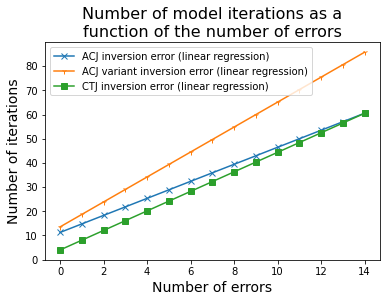 Number of model iterations as a
function of the number of errors
ACJ inversion error (linear regression)
ACJ variant inversion error (linear regression)
CTJ inversion error (linear regression)
Number of iterations
80
70
60
50
40
30
20
10
0
0 2 4 6 8 10 12 14
Number of errors